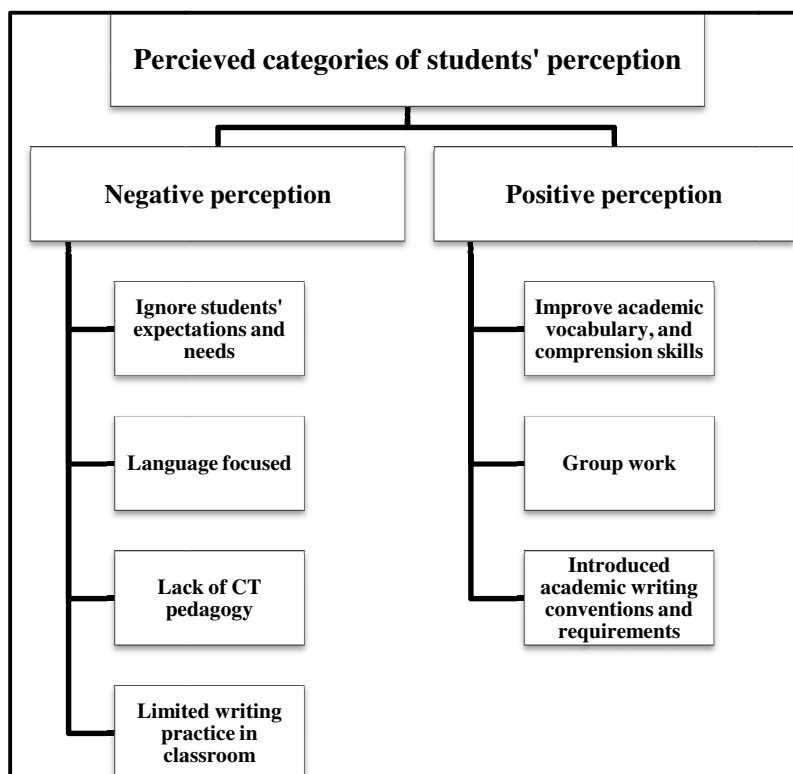 Percieved categories of students' perception
Negative perception
Ignore students'
expectations and
needs
Language focused
Lack of CT
pedagogy
Limited writing
practice in
classroom
Positive perception
Improve academic
vocabulary, and
comprension skills
Group work
Introduced
academic writing
conventions and
requirements